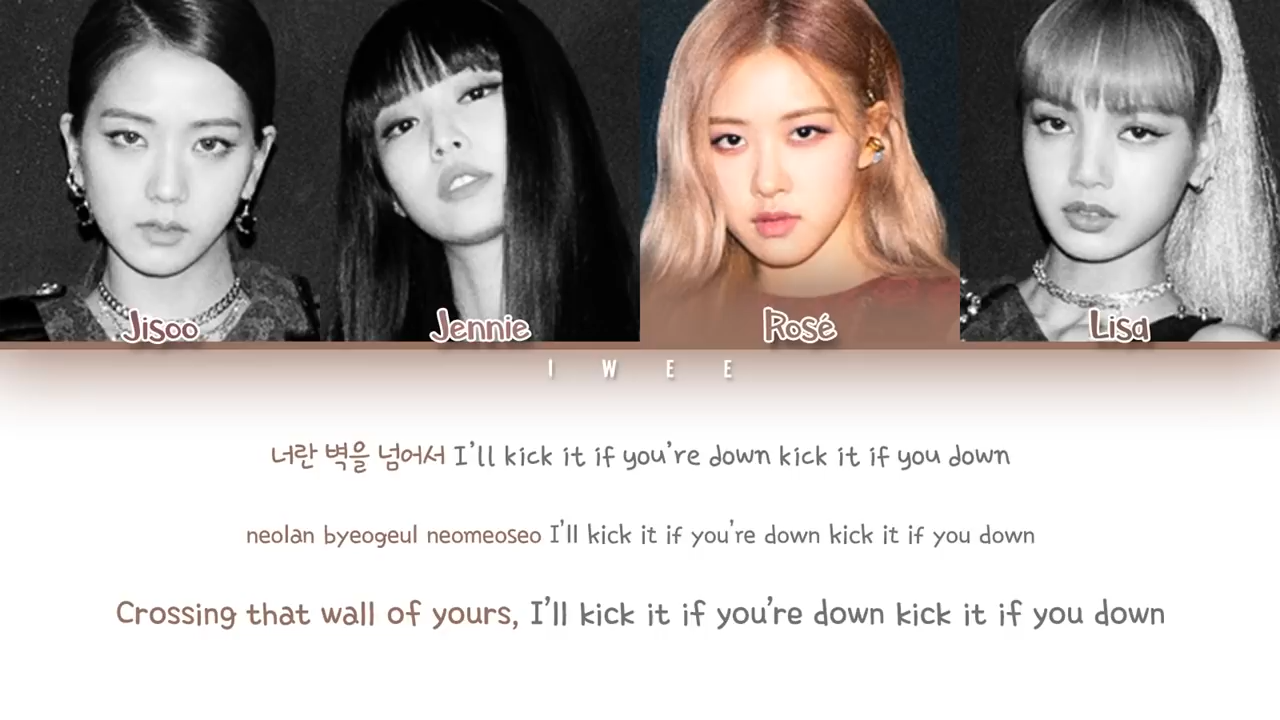 Jisoo Jennie Rosé Lisa
I W E E
너란 벽을 넘어서 I'll kick it if you're down kick it if you down
neolan byeogeul neomeoseo I'll kick it if you're down kick it if you down
Crossing that wall of yours, I'll kick it if you're down kick it if you down